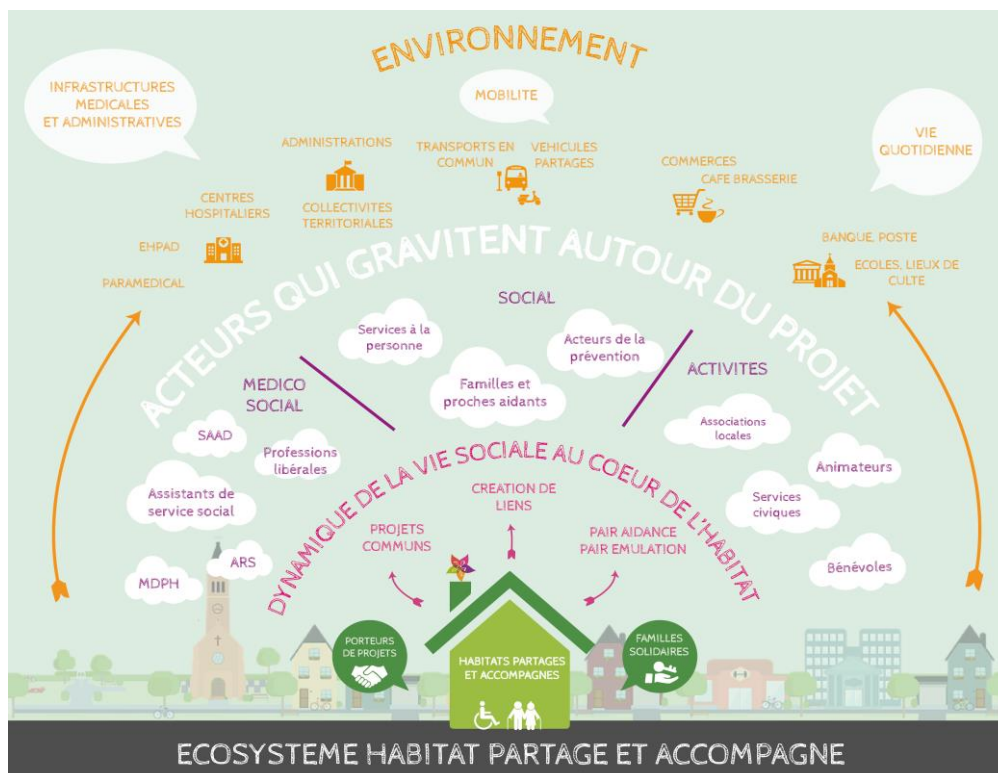 ENVIRONNEMENT
INFRASTRUCTURES
MEDICALES
ET ADMINISTRATIVES
MOBILITE
VIE
QUOTIDIENNE
ADMINISTRATIONS
COLLECTIVITES
TERRITORIALES
TRANSPORTS EN
COMMUN
VEHICULES
PARTAGES
COMMERCES
CAFE BRASSERIE
CENTRES
HOSPITALIERS
EHPAD
PARAMEDICAL
BANQUE, POSTE
ECOLES, LIEUX DE
CULTE
ACTEURS QUI GRAVITENT AUTOUR DU PROJET
SOCIAL
Services à la
personne
Acteurs de la
prévention
Familles et
proches aidants
MEDICO
SOCIAL
SAAD
Professions
libérales
Assistants de
service social
ARS
MDPH
ACTIVITES
Associations
locales
Animateurs
Services
civiques
Bénévoles
DYNAMIQUE DE LA VIE SOCIALE AU COEUR DE L'HABITAT
CREATION DE
LIENS
PROJETS
COMMUNS
PAIR AIDANCE
PAIR EMULATION
PORTEURS
DE PROJETS
HABITATS PARTAGES
ET ACCOMPAGNES
FAMILLES
SOLIDAIRES
ECOSYSTEME HABITAT PARTAGE ET ACCOMPAGNE